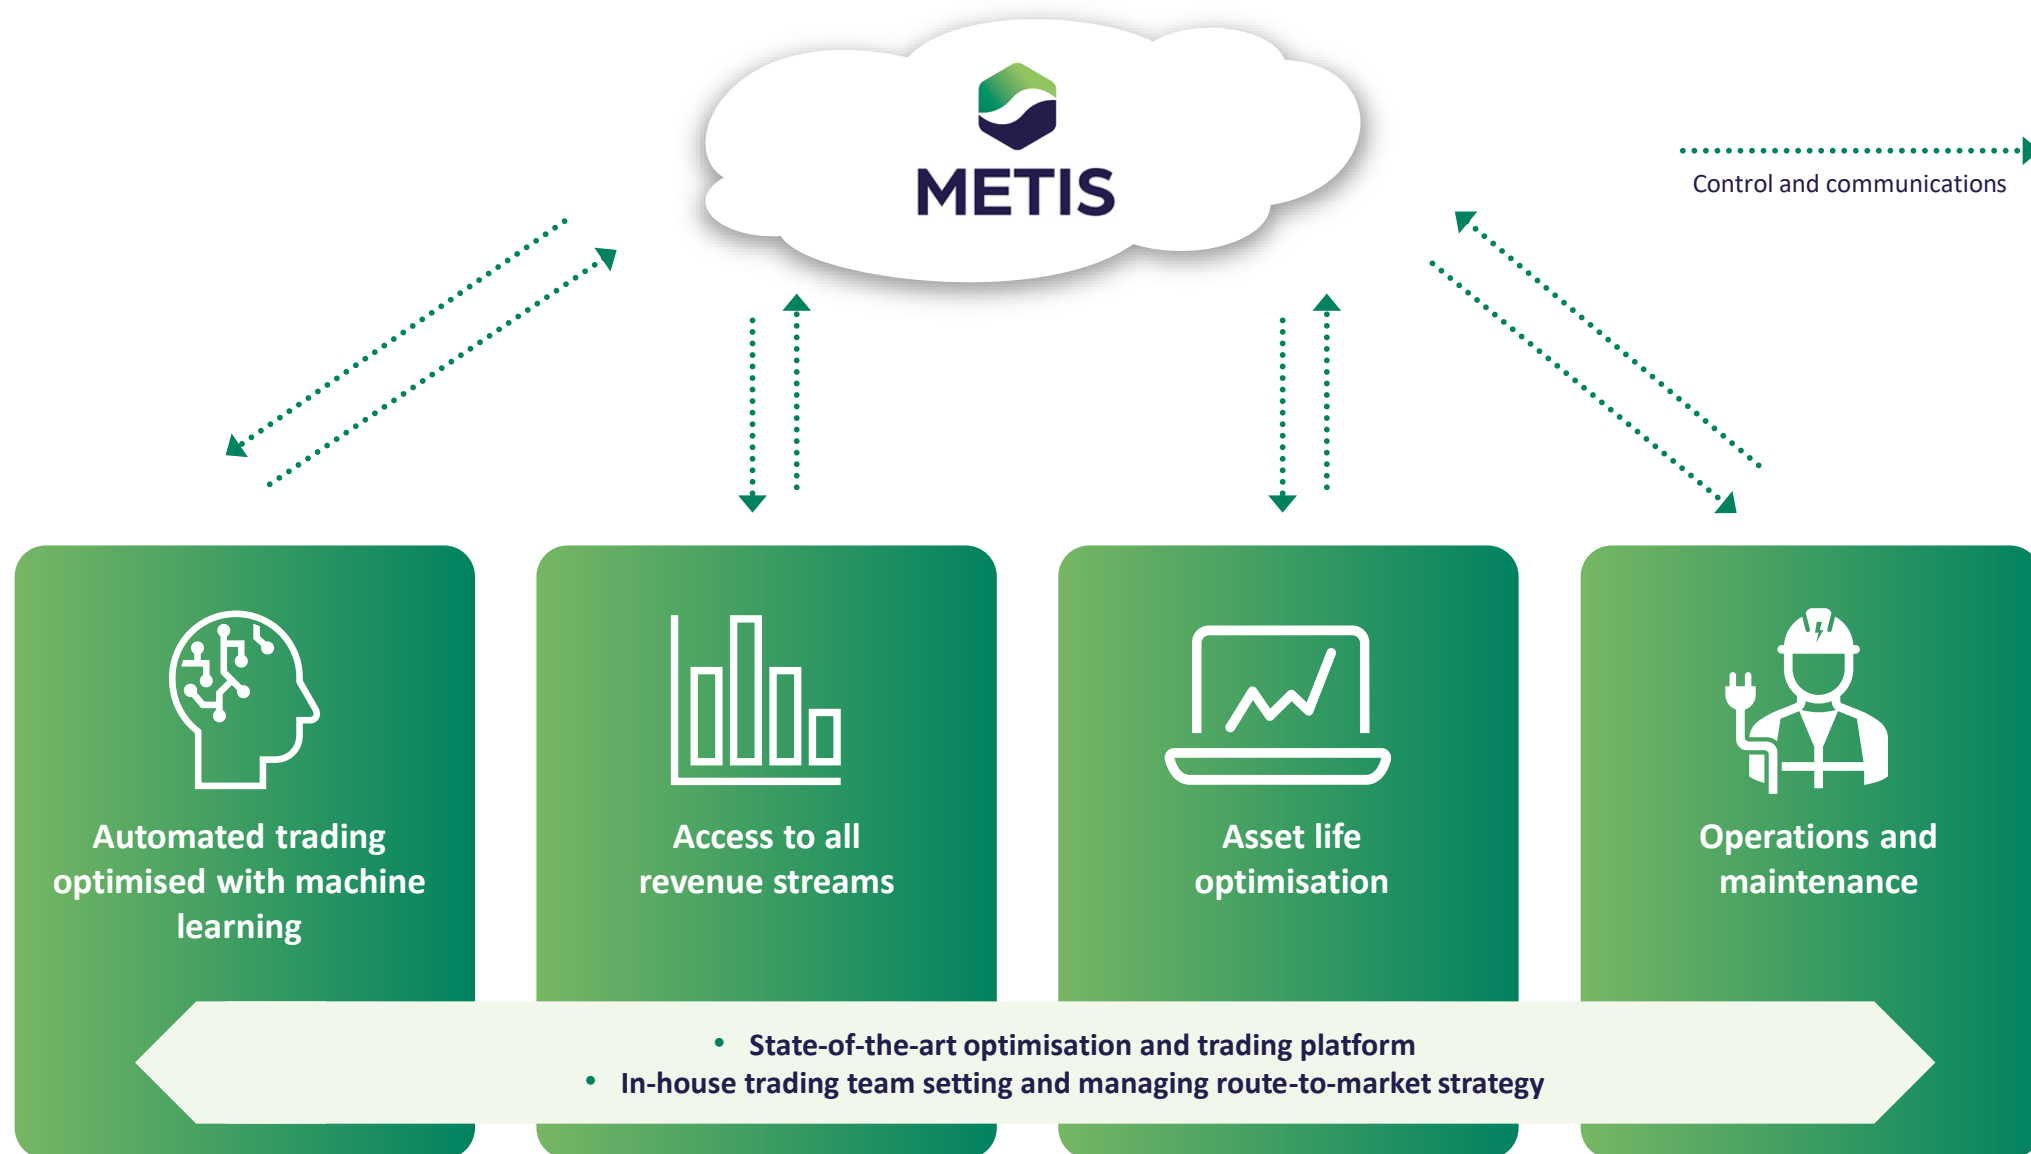 METIS
Control and communications
Automated trading
optimised with machine
learning
Access to all
revenue streams
Asset life
optimisation
Operations and
maintenance
• State-of-the-art optimisation and trading platform
• In-house trading team setting and managing route-to-market strategy